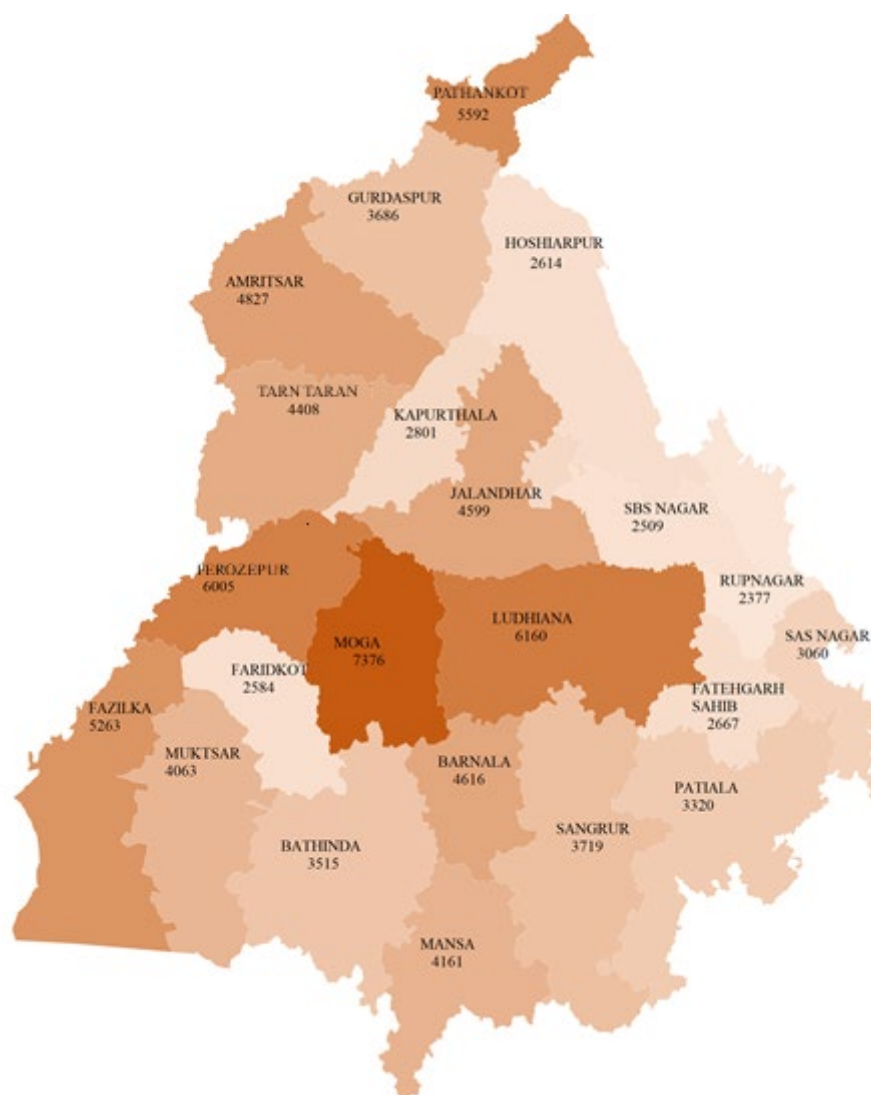 PATHANKOT
5592
GURDASPUR
3686
HOSHIARPUR
2614
AMRITSAR
4827
TARN TARAN
4408
KAPURTHALA
2801
JALANDHAR
4599
SBS NAGAR
2509
FEROZEPUR
6005
RUPNAGAR
2377
LUDHIANA
6160
SAS NAGAR
3060
MOGA
7376
FARIDKOT
2584
FATEHGARH
SAHIB
2667
FAZILKA
5263
MUKTSAR
4063
BARNALA
4616
PATIALA
3320
SANGRUR
3719
BATHINDA
3515
MANSA
4161